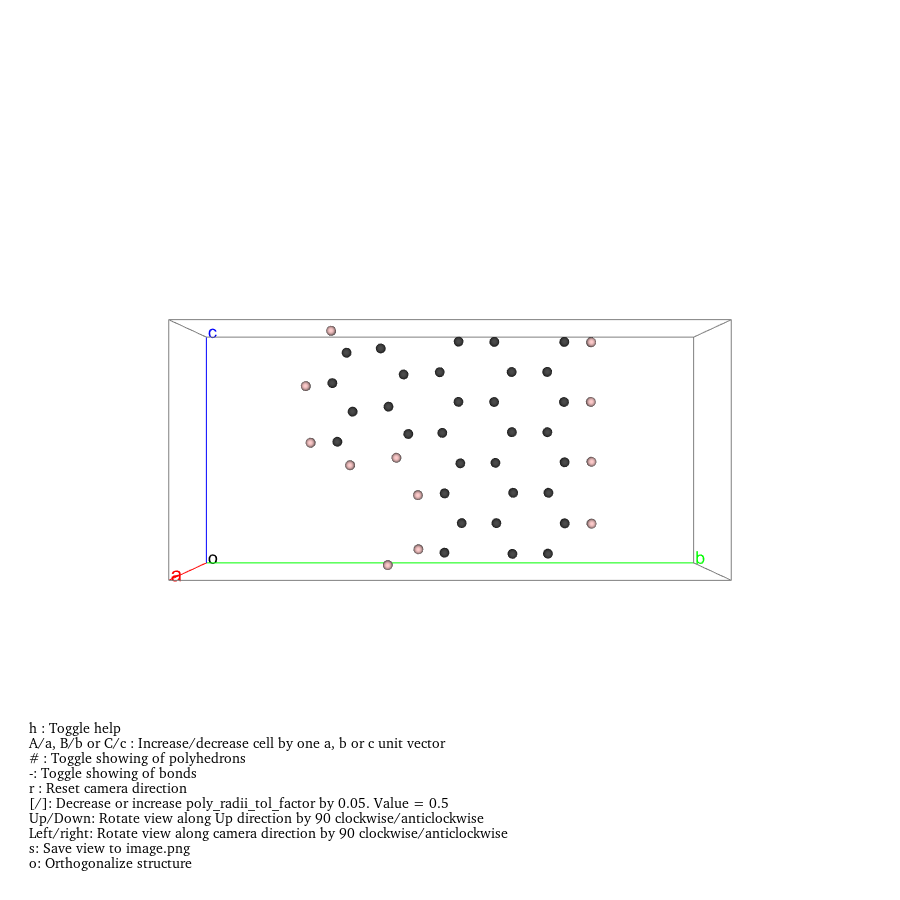 c
o
b
a
h : Toggle help
A/a, B/b or C/c : Increase/decrease cell by one a, b or c unit vector
# : Toggle showing of polyhedrons
-: Toggle showing of bonds
r : Reset camera direction
[/]: Decrease or increase poly_radii_tol_factor by 0.05. Value = 0.5
Up/Down: Rotate view along Up direction by 90 clockwise/anticlockwise
Left/right: Rotate view along camera direction by 90 clockwise/anticlockwise
s: Save view to image.png
o: Orthogonalize structure